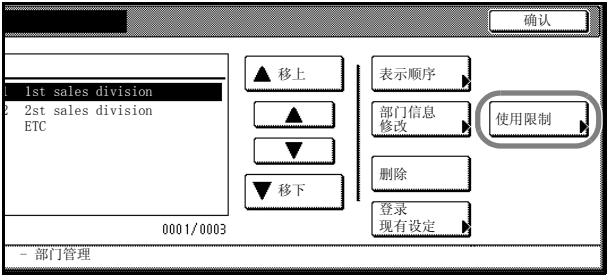 确认
1 1st sales division
2 2st sales division
ETC
0001/0003
移上
移下
表示顺序
部门信息
修改
删除
登录
现有设定
使用限制
- 部门管理